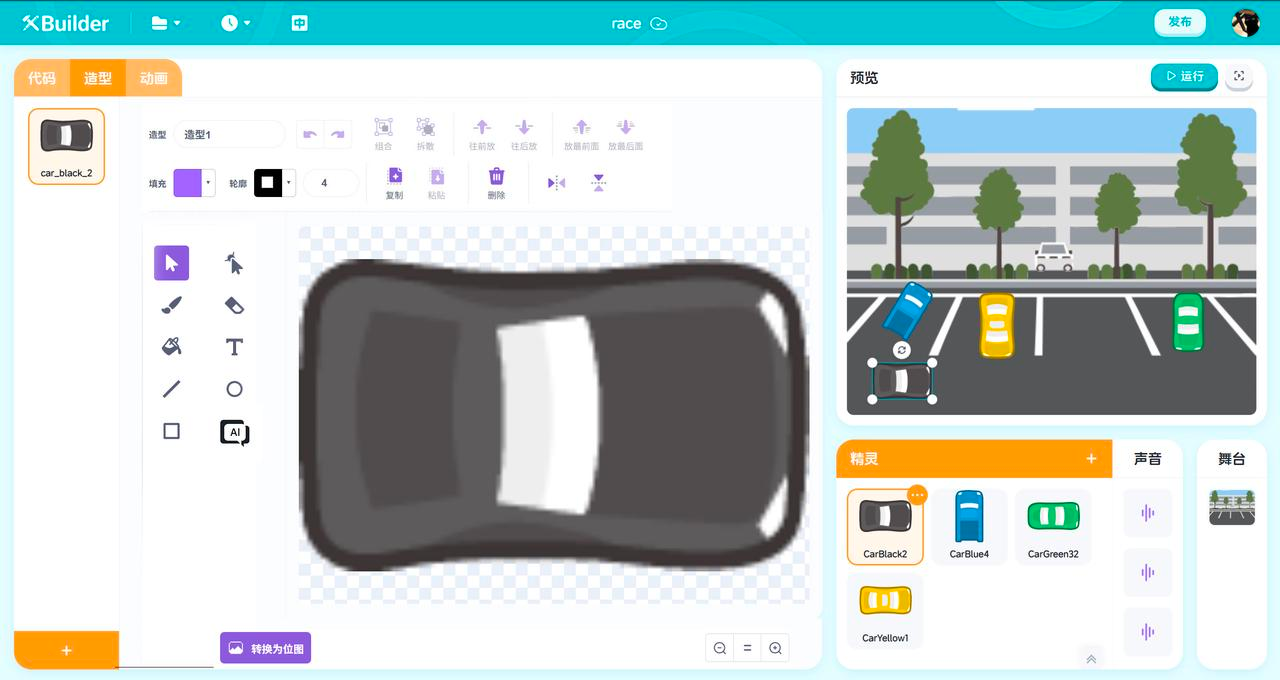 XBuilder
中
race
发布
代码
造型
动画
car_black_2
造型
造型1
组合
拆散
往前放
往后放
放最前面
放最后面
填充
轮廓
4
复制
粘贴
删除
T
AI
转换为位图
预览
运行
精灵
声音
舞台
CarBlack2
CarBlue4
CarGreen32
CarYellow1